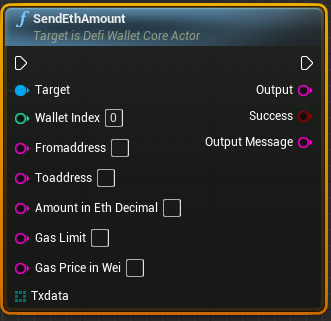 SendEthAmount
Target is Defi Wallet Core Actor
Target
Output
Wallet Index 0
Success
Fromaddress
Output Message
Toaddress
Amount in Eth Decimal
Gas Limit
Gas Price in Wei
Txdata